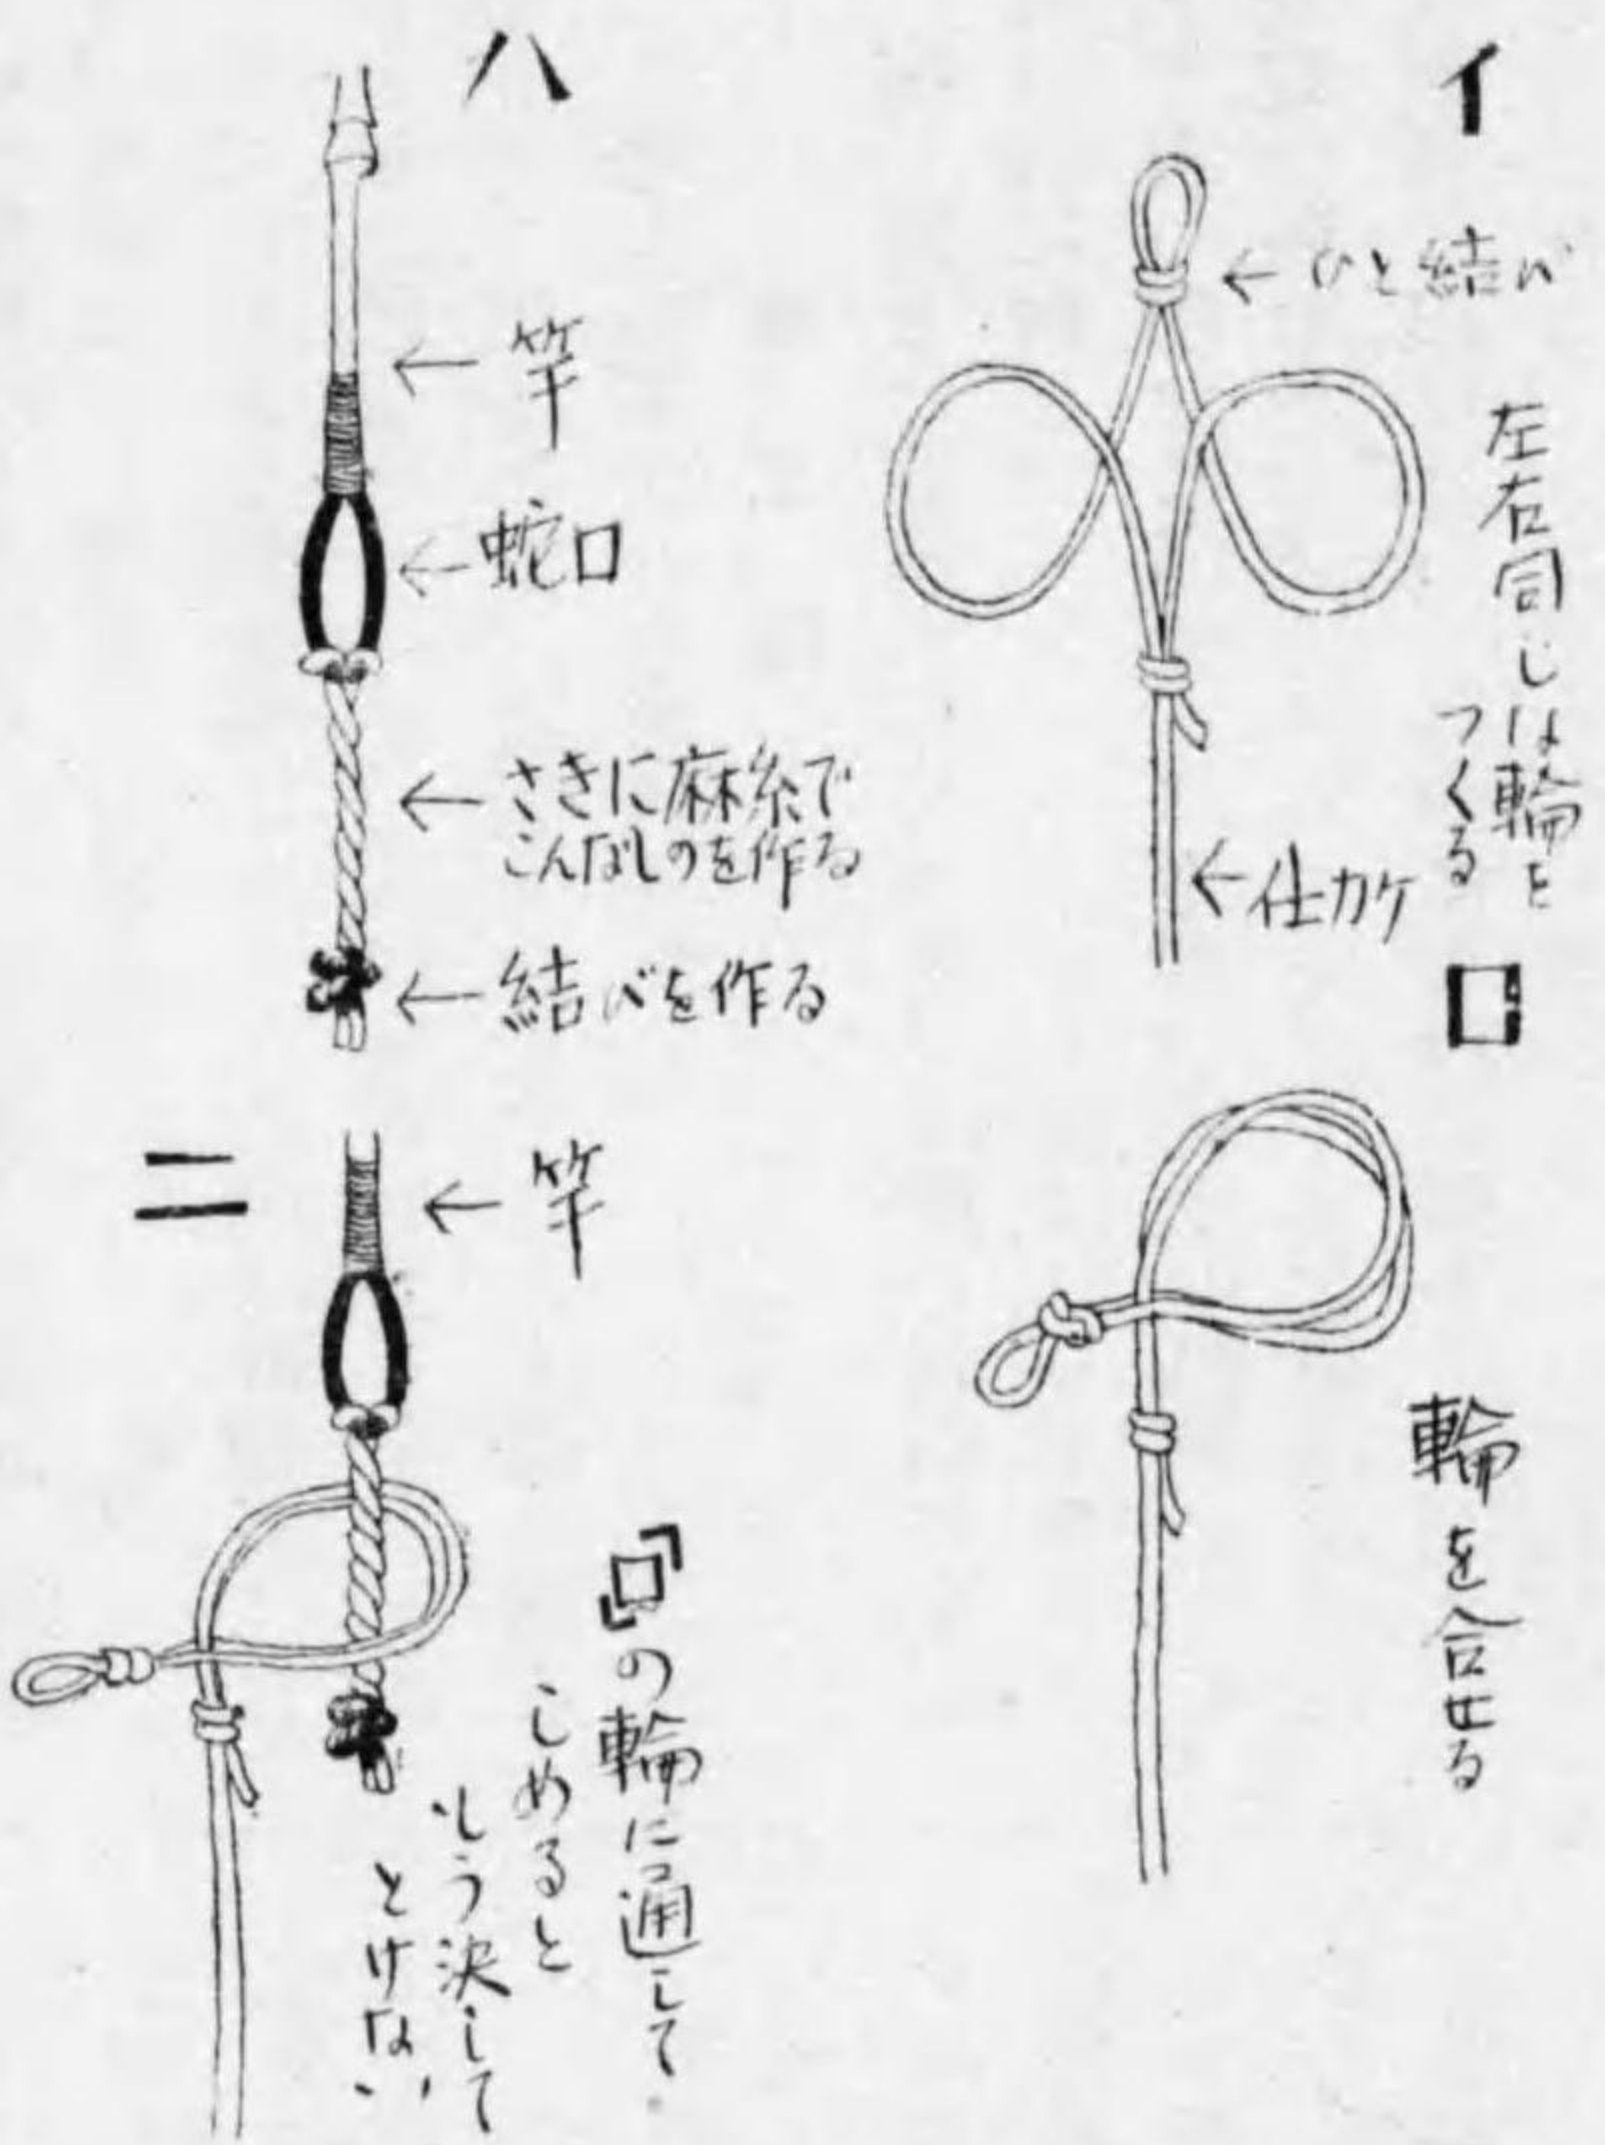 イ
←ひと結び
左右同じは輪を
つくる
←仕カケ
ロ
輪を合せる
ハ
←竿
←蛇口
←さきに麻糸で
こんなものを作る
←結びを作る
ニ
←竿
「ロ」の輪に通して
しめると
もう決して
とけない